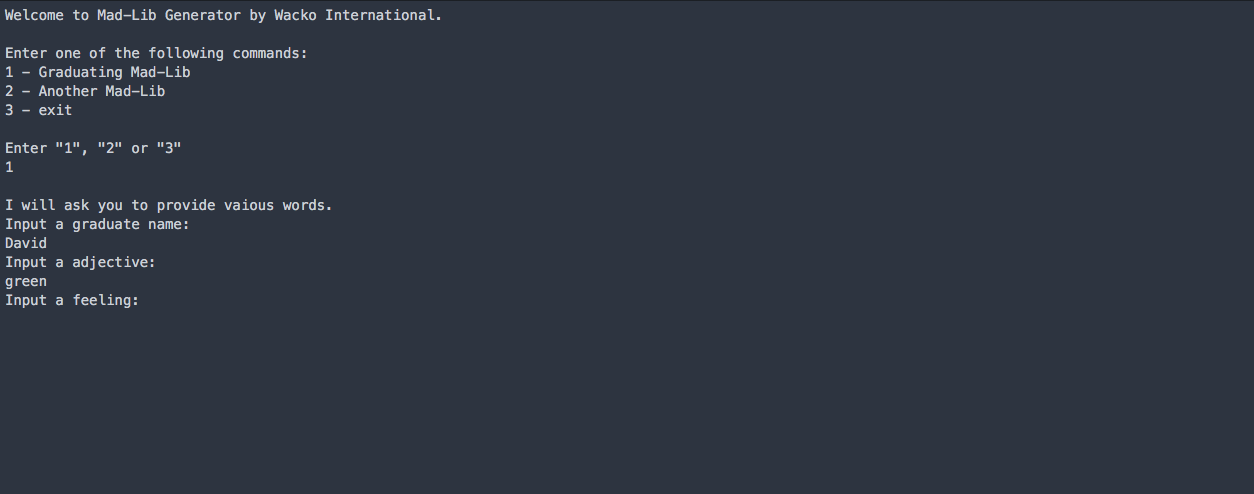 Welcome to Mad-Lib Generator by Wacko International.
Enter one of the following commands:
1 - Graduating Mad-Lib
2 - Another Mad-Lib
3 - exit
Enter "1", "2" or "3"
1
I will ask you to provide vaious words.
Input a graduate name:
David
Input a adjective:
green
Input a feeling: